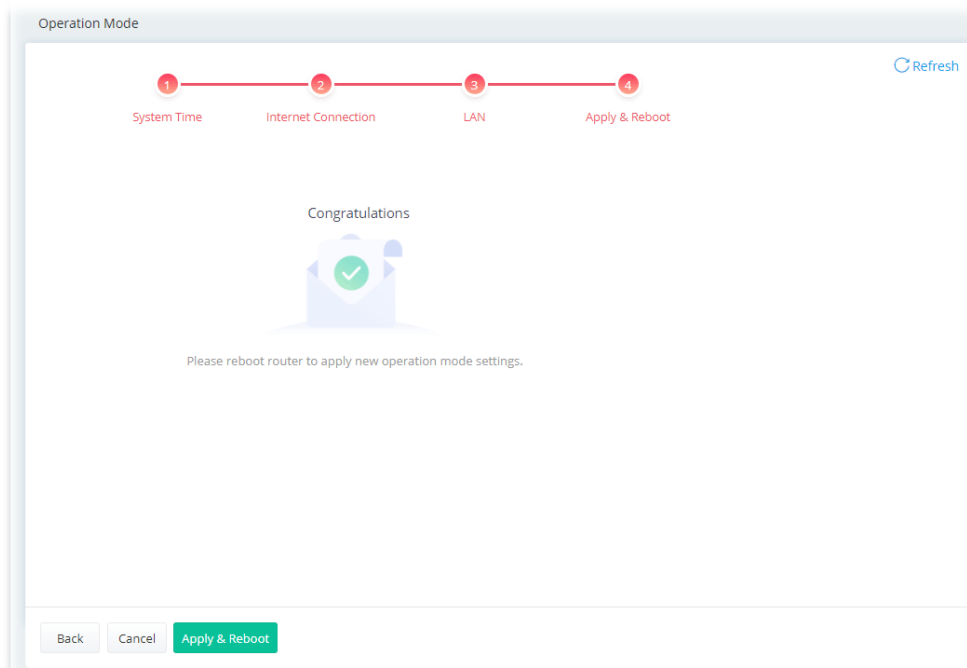 Operation Mode
Refresh
1 2 3 4
System Time Internet Connection LAN Apply & Reboot
Congratulations
Please reboot router to apply new operation mode settings.
Back Cancel Apply & Reboot